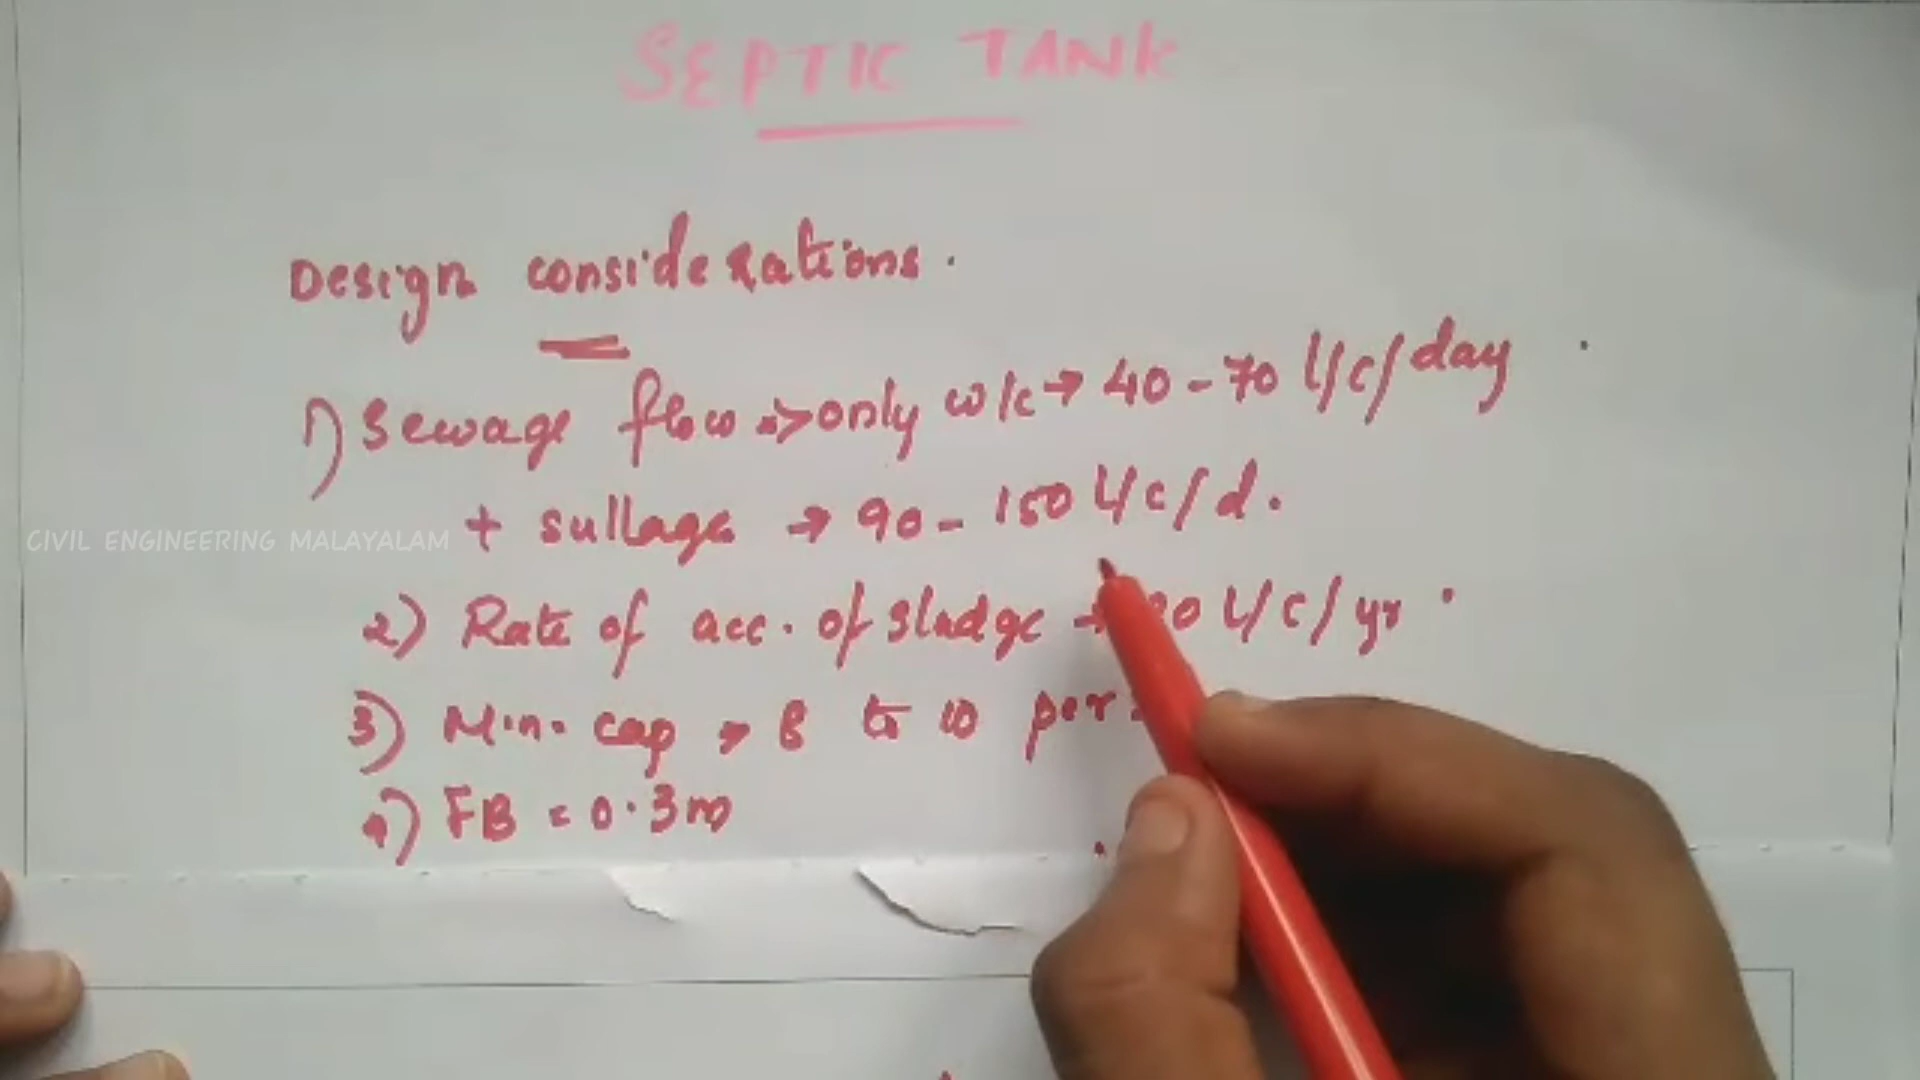 SEPTIC TANK
Design considerations.
1) Sewage flow → only w/c → 40 - 70 l/c/day
+ sullage → 90 - 150 l/c/d.
CIVIL ENGINEERING MALAYALAM
2) Rate of acc. of sludge → L/C/yr
3) Min. cap → 8 to 10
4) FB = 0.3m